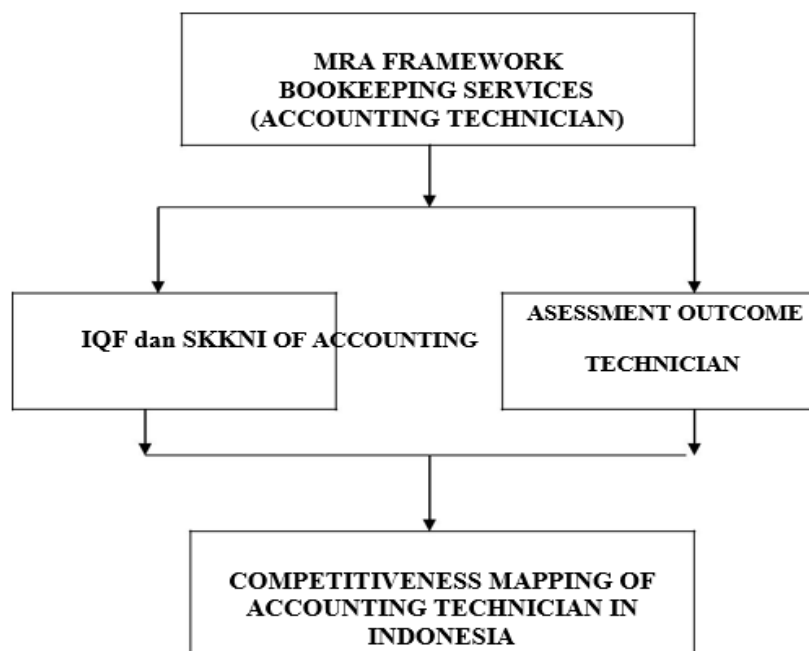 MRA FRAMEWORK
BOOKEEPING SERVICES
(ACCOUNTING TECHNICIAN)
IQF dan SKKNI OF ACCOUNTING
ASESSMENT OUTCOME
TECHNICIAN
COMPETITIVENESS MAPPING OF
ACCOUNTING TECHNICIAN IN
INDONESIA